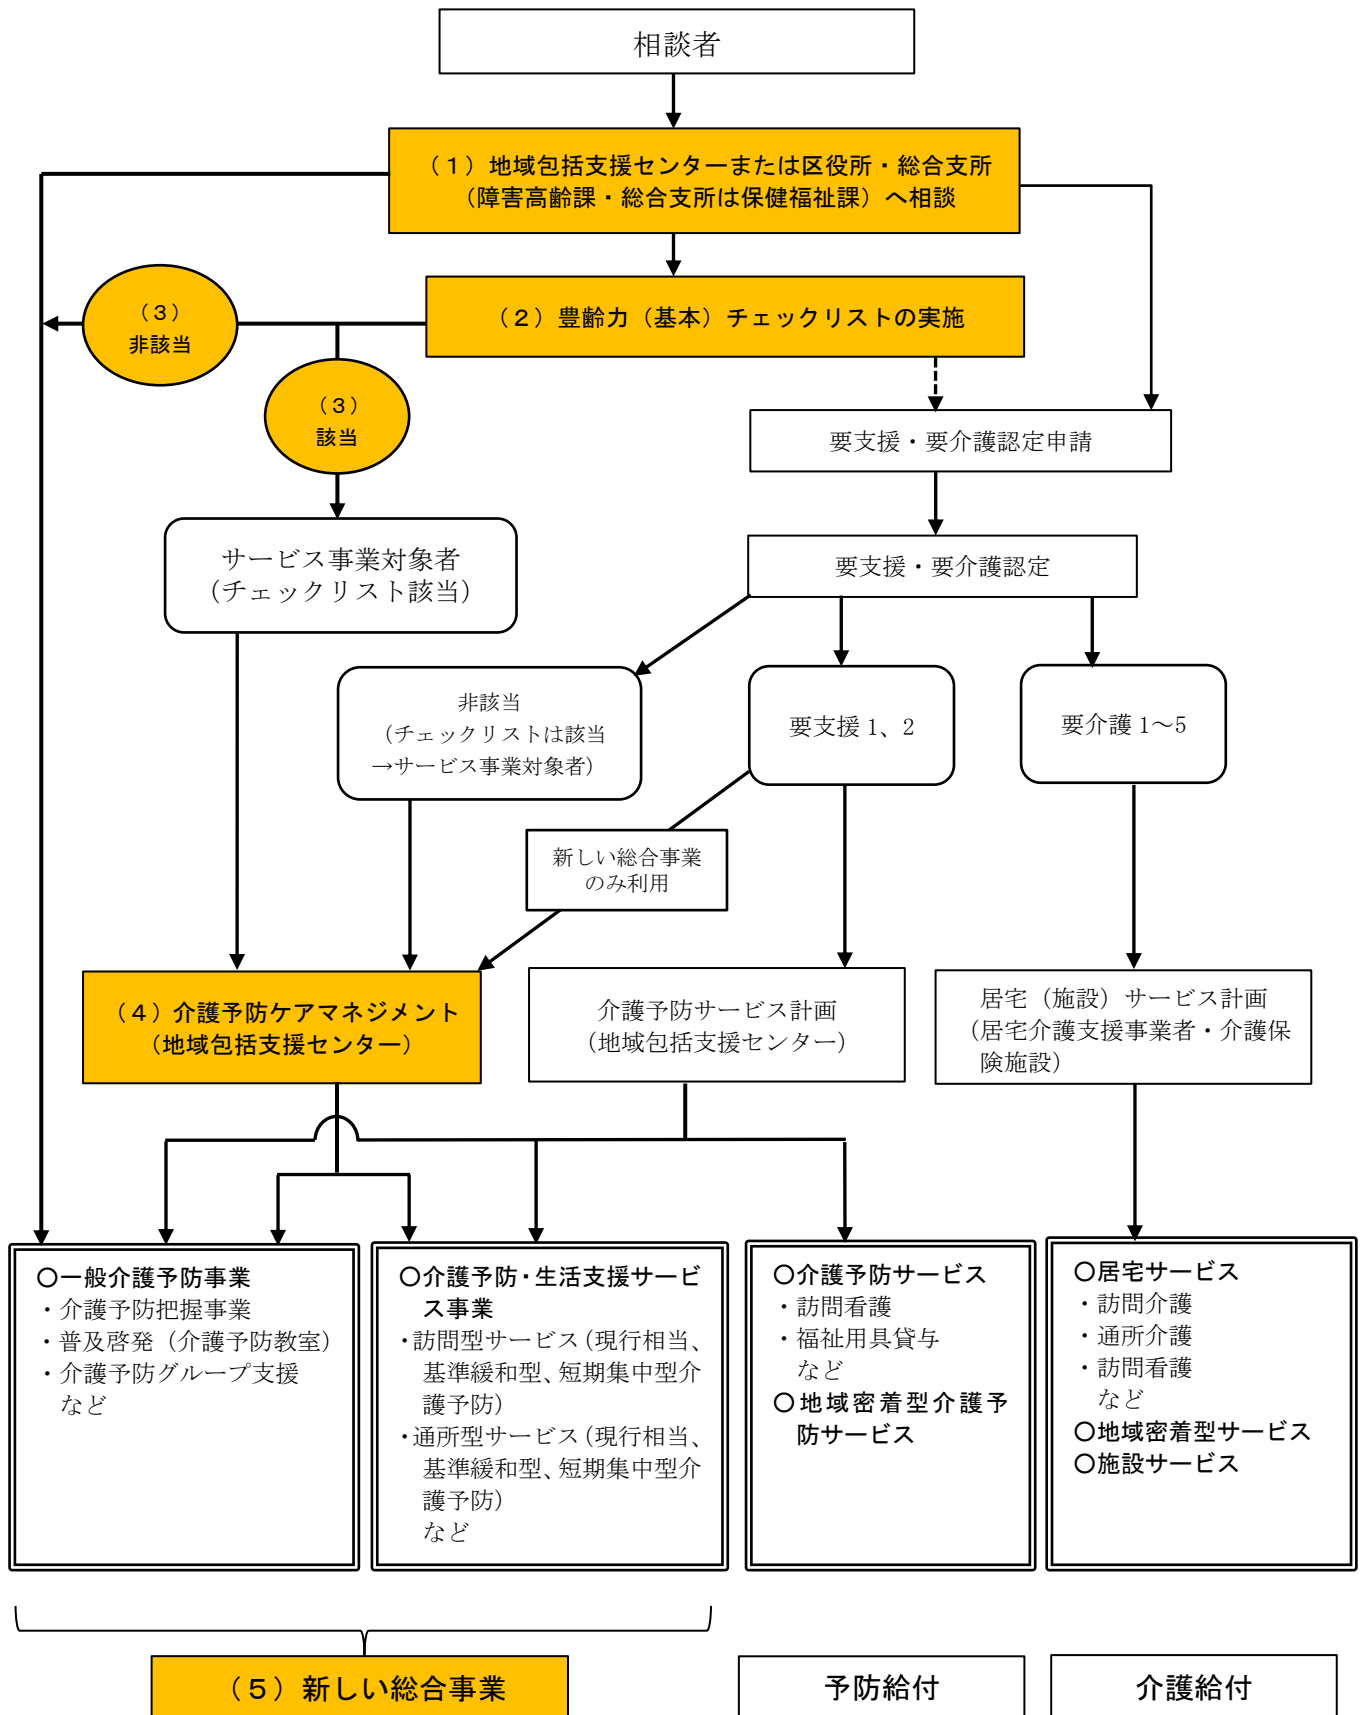 相談者
(1)地域包括支援センターまたは区役所・総合支所
(障害高齢課・総合支所は保健福祉課)へ相談
(2)豊齢力(基本)チェックリストの実施
(3)
非該当
(3)
該当
要支援・要介護認定申請
要支援・要介護認定
サービス事業対象者
(チェックリスト該当)
非該当
(チェックリストは該当
→サービス事業対象者)
要支援 1、2
要介護 1～5
新しい総合事業
のみ利用
(4)介護予防ケアマネジメント
(地域包括支援センター)
介護予防サービス計画
(地域包括支援センター)
居宅(施設)サービス計画
(居宅介護支援事業者・介護保
険施設)
○一般介護予防事業
・介護予防把握事業
・普及啓発(介護予防教室)
・介護予防グループ支援
など
○介護予防・生活支援サービ
ス事業
・訪問型サービス(現行相当、
基準緩和型、短期集中型介
護予防)
・通所型サービス(現行相当、
基準緩和型、短期集中型介
護予防)
など
○介護予防サービス
・訪問看護
・福祉用具貸与
など
○地域密着型介護予
防サービス
○居宅サービス
・訪問介護
・通所介護
・訪問看護
など
○地域密着型サービス
○施設サービス
(5)新しい総合事業
予防給付
介護給付